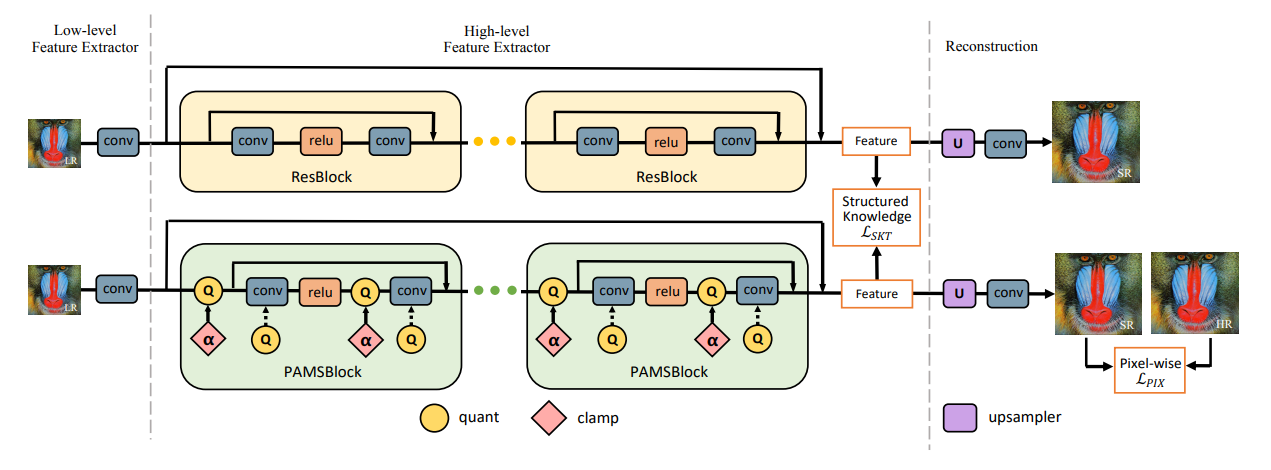 Low-level
Feature Extractor
High-level
Feature Extractor
Reconstruction
LR
conv
conv
relu
conv
ResBlock
conv
relu
conv
ResBlock
Feature
U
conv
SR
Structured
Knowledge
ℒSKT
LR
conv
Q
conv
relu
Q
conv
α
Q
α
Q
PAMSBlock
Q
conv
relu
Q
conv
α
Q
α
Q
PAMSBlock
Feature
U
conv
SR
HR
Pixel-wise
ℒPIX
quant
clamp
upsampler